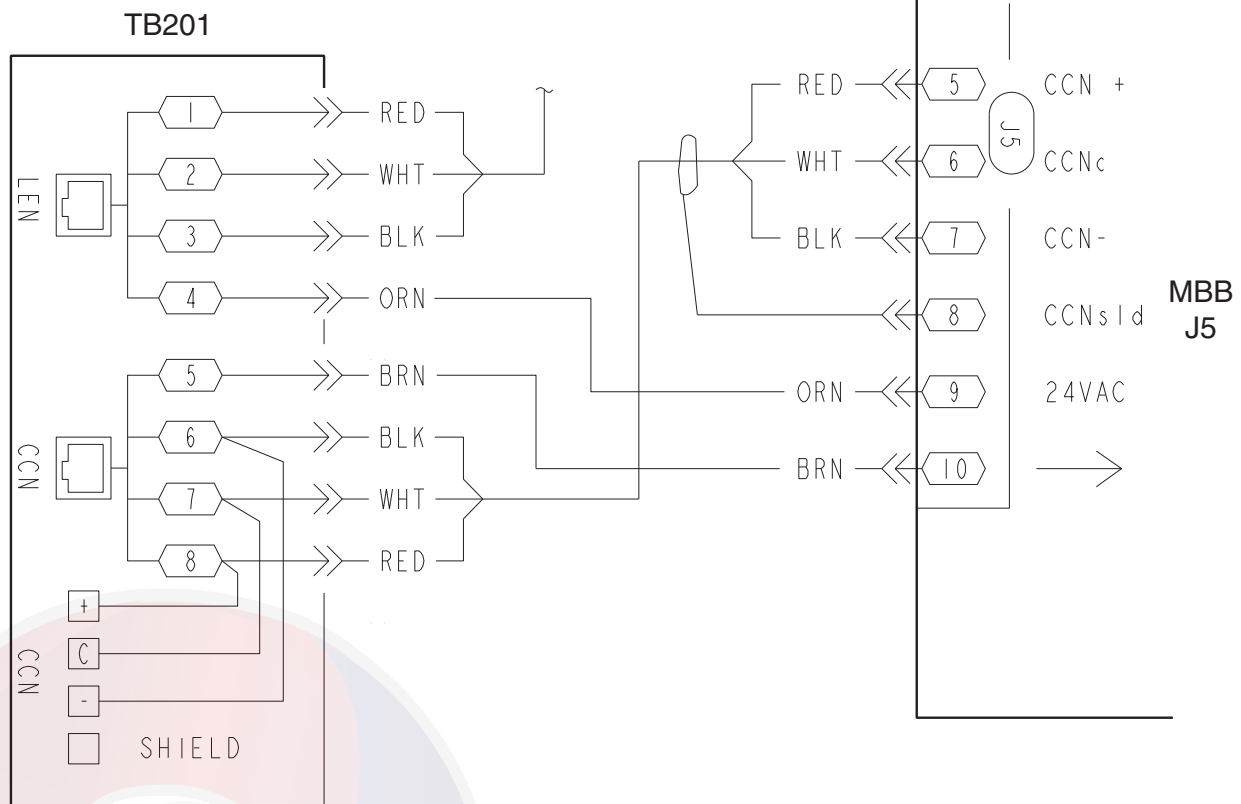 TB201
LEN
1 RED
2 WHT
3 BLK
4 ORN
CCN
5 BRN
6 BLK
7 WHT
8 RED
CCN
+
C
-
SHIELD
RED 5 CCN +
WHT 6 CCNc
BLK 7 CCN-
8 CCNsld
ORN 9 24VAC
BRN 10
J5
MBB
J5